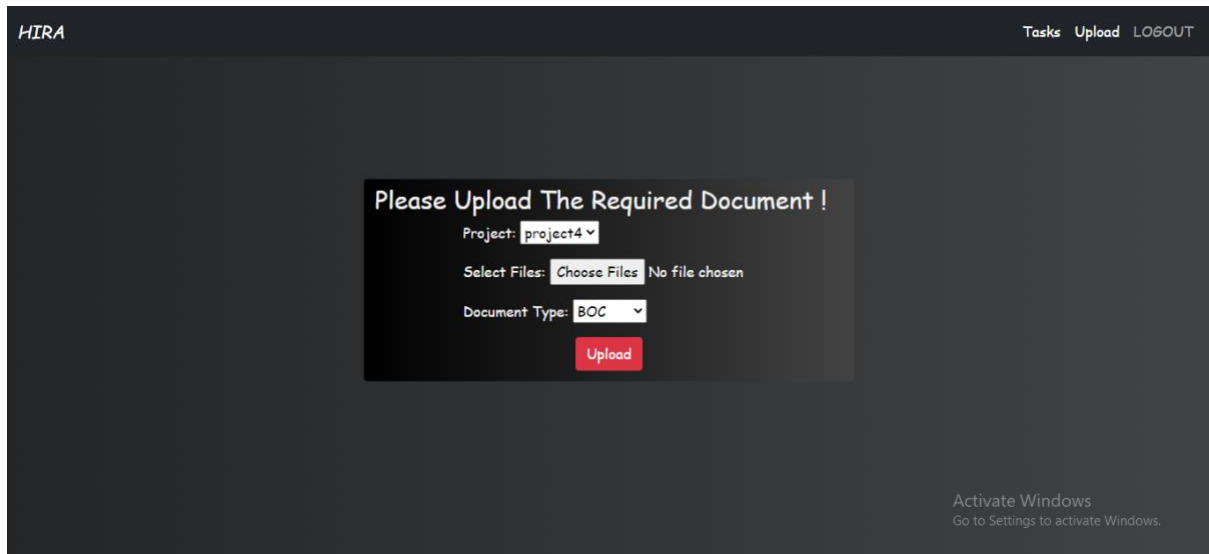 HIRA
Tasks Upload LOGOUT
Please Upload The Required Document !
Project: project4
Select Files: Choose Files No file chosen
Document Type: BOC
Upload
Activate Windows
Go to Settings to activate Windows.